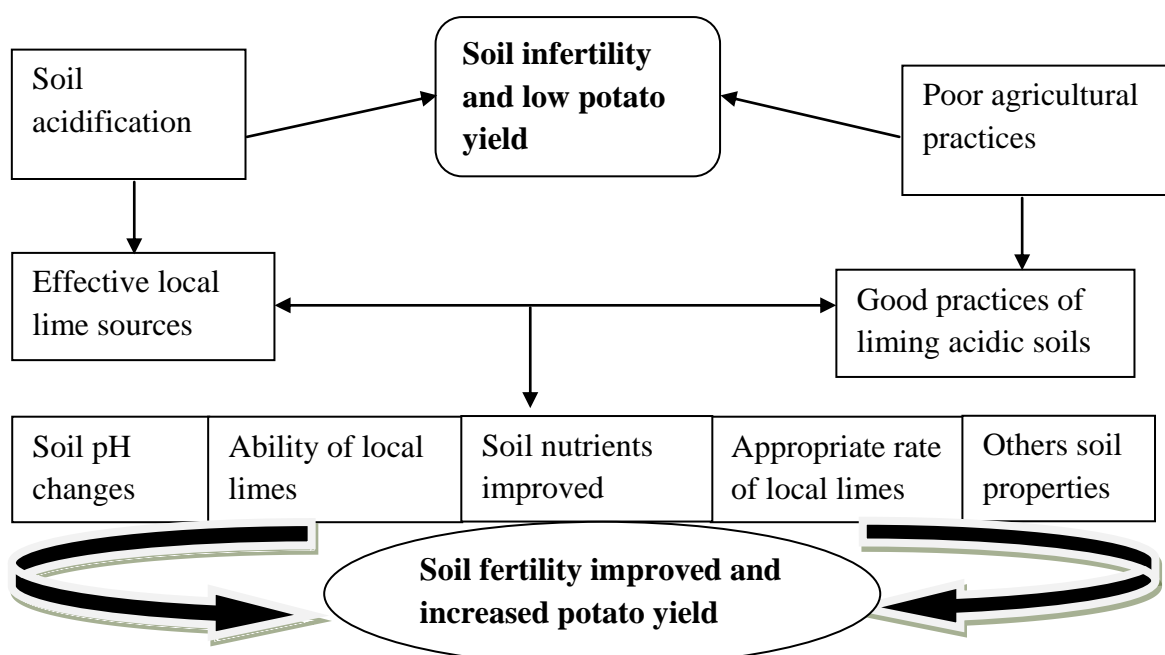 Soil
acidification
Soil infertility
and low potato
yield
Poor agricultural
practices
Effective local
lime sources
Good practices of
liming acidic soils
Soil pH
changes
Ability of local
limes
Soil nutrients
improved
Appropriate rate
of local limes
Others soil
properties
Soil fertility improved and
increased potato yield